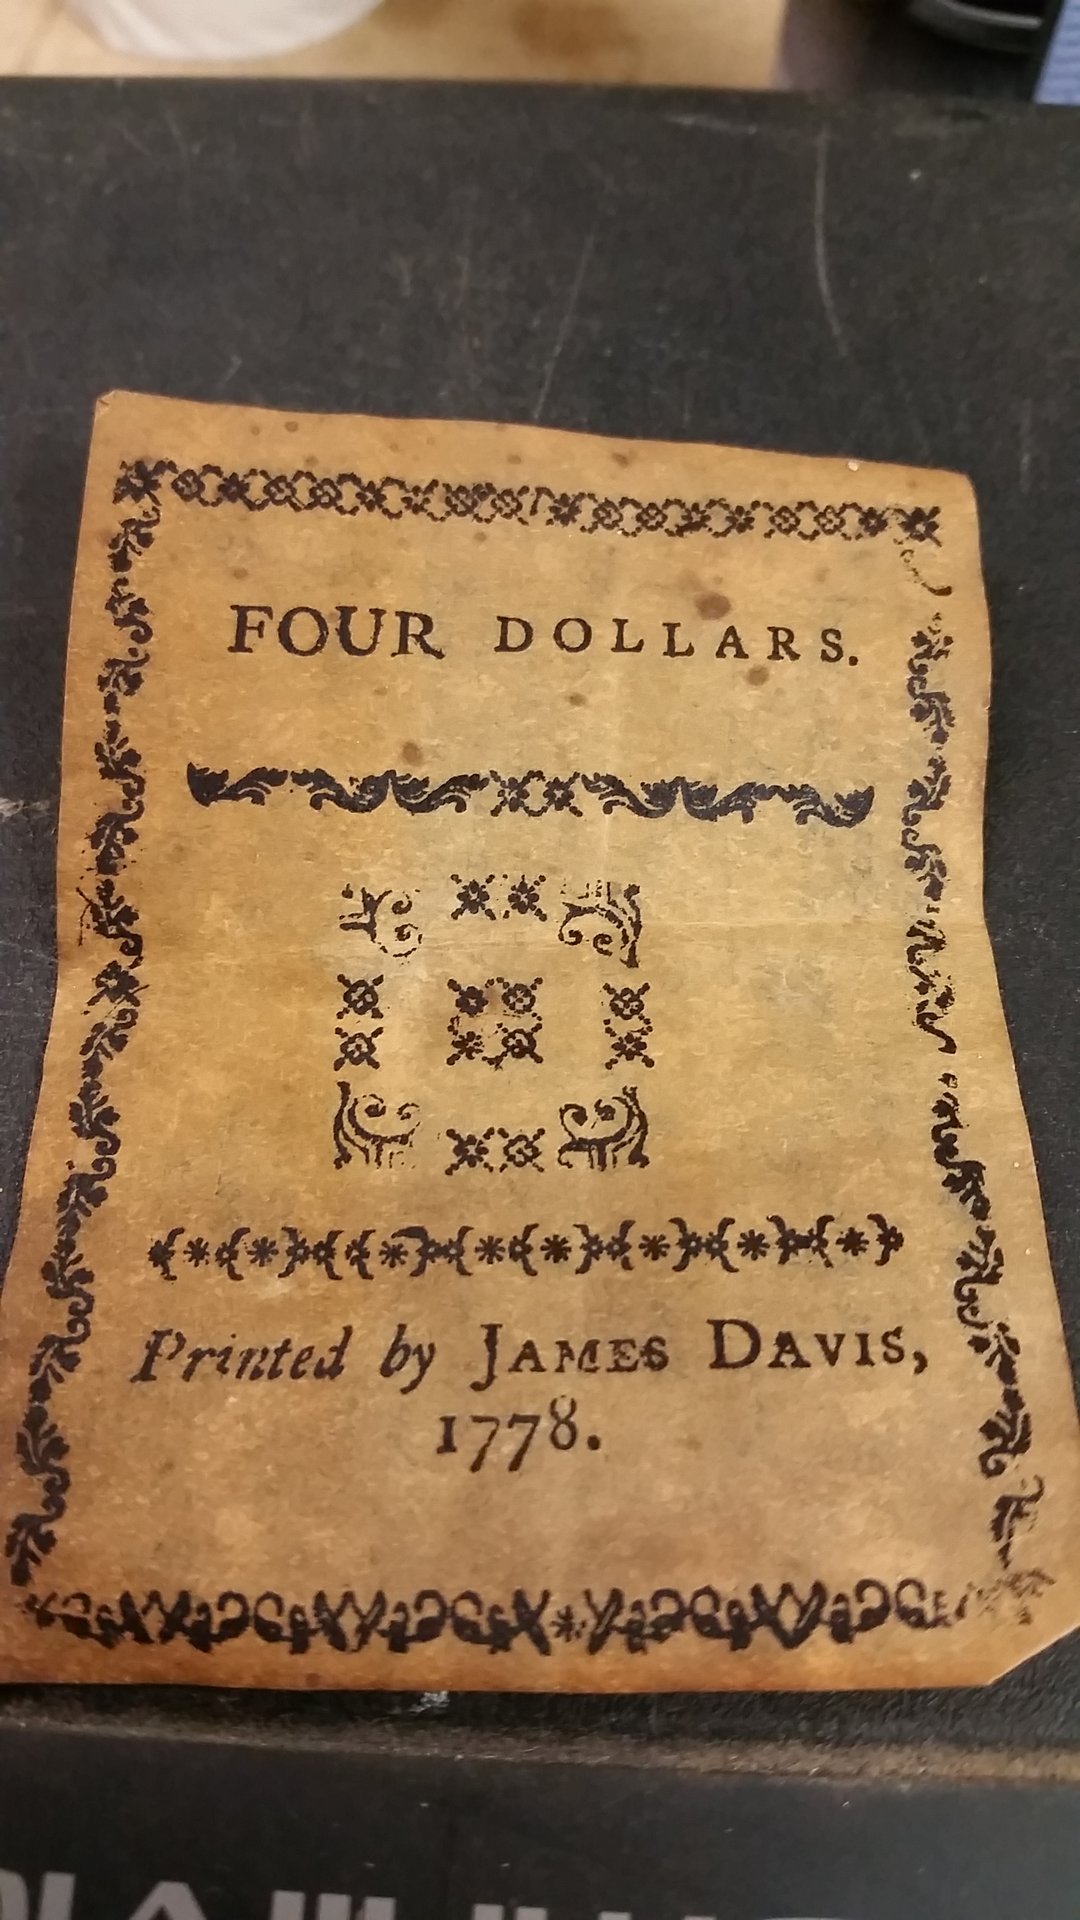 FOUR DOLLARS.
Printed by JAMES DAVIS,
1778.